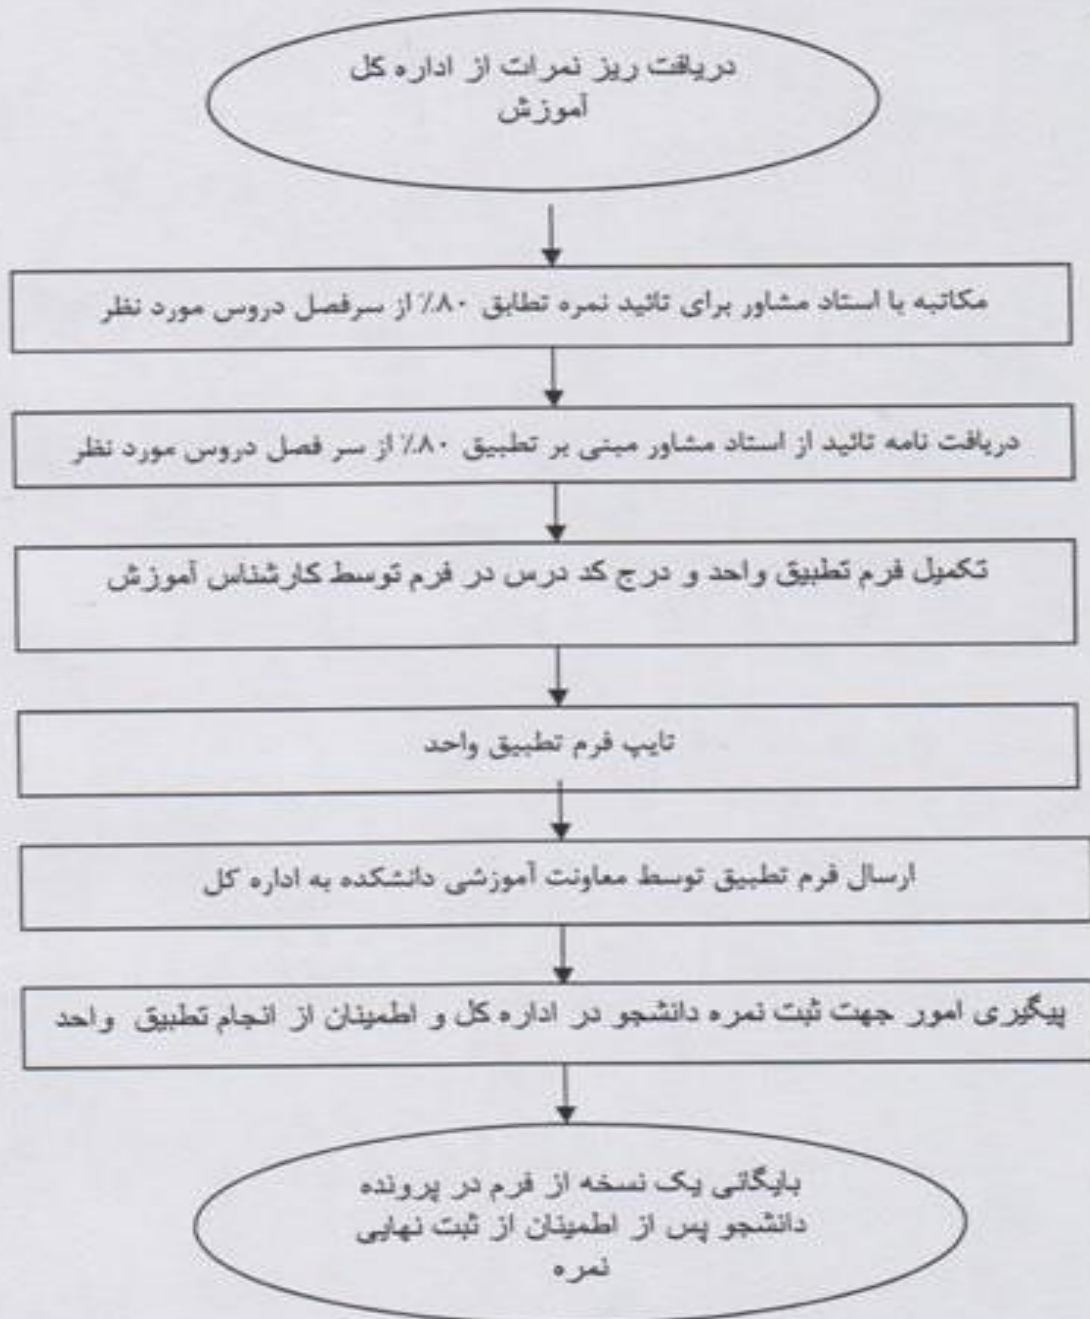 دریافت ریز نمرات از اداره کل
آموزش
مکاتبه با استاد مشاور برای تائید نمره تطابق ۸۰٪ از سرفصل دروس مورد نظر
دریافت نامه تائید از استاد مشاور مبنی بر تطبیق ۸۰٪ از سر فصل دروس مورد نظر
تکمیل فرم تطبیق واحد و درج کد درس در فرم توسط کارشناس آموزش
تایپ فرم تطبیق واحد
ارسال فرم تطبیق توسط معاونت آموزشی دانشکده به اداره کل
پیگیری امور جهت ثبت نمره دانشجو در اداره کل و اطمینان از انجام تطبیق واحد
بایگانی یک نسخه از فرم در پرونده
دانشجو پس از اطمینان از ثبت نهایی
نمره